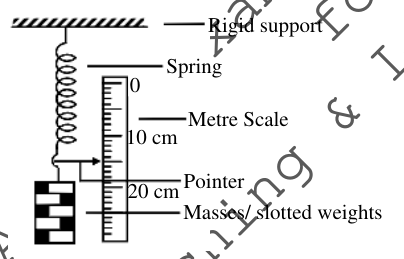 Rigid support
Spring
0
Metre Scale
10 cm
Pointer
20 cm
Masses/ slotted weights